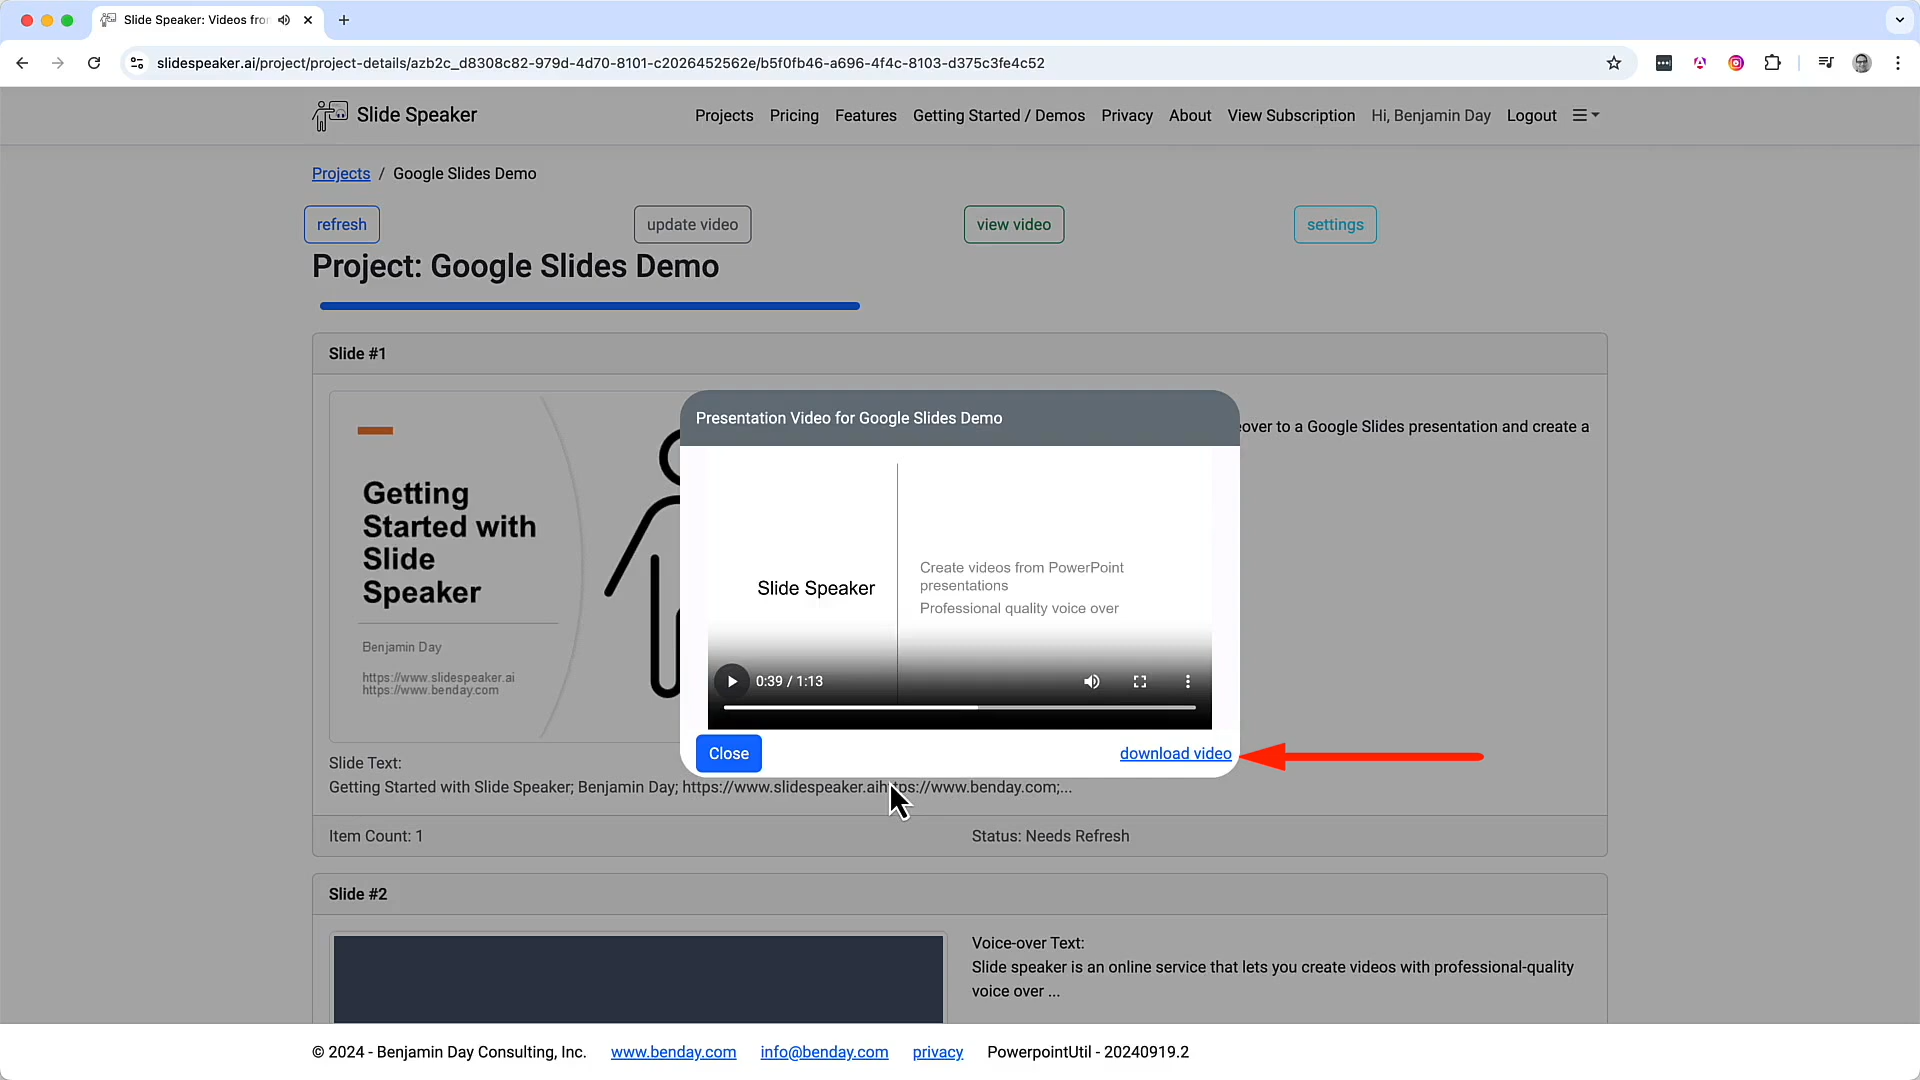 Slide Speaker: Videos fror
slidespeaker.ai/project/project-details/azb2c_d8308c82-979d-4d70-8101-c2026452562e/b5f0fb46-a696-4f4c-8103-d375c3fe4c52
Slide Speaker
Projects Pricing Features Getting Started / Demos Privacy About View Subscription Hi, Benjamin Day Logout
Projects / Google Slides Demo
refresh update video view video settings
Project: Google Slides Demo
Slide #1
Getting
Started with
Slide
Speaker
Benjamin Day
https://www.slidespeaker.ai
https://www.benday.com
eover to a Google Slides presentation and create a
Presentation Video for Google Slides Demo
Slide Speaker
Create videos from PowerPoint
presentations
Professional quality voice over
0:39 / 1:13
Close download video
Slide Text:
Getting Started with Slide Speaker; Benjamin Day; https://www.slidespeaker.aihttps://www.benday.com;...
Item Count: 1 Status: Needs Refresh
Slide #2
Voice-over Text:
Slide speaker is an online service that lets you create videos with professional-quality
voice over ...
© 2024 - Benjamin Day Consulting, Inc. www.benday.com info@benday.com privacy PowerpointUtil - 20240919.2